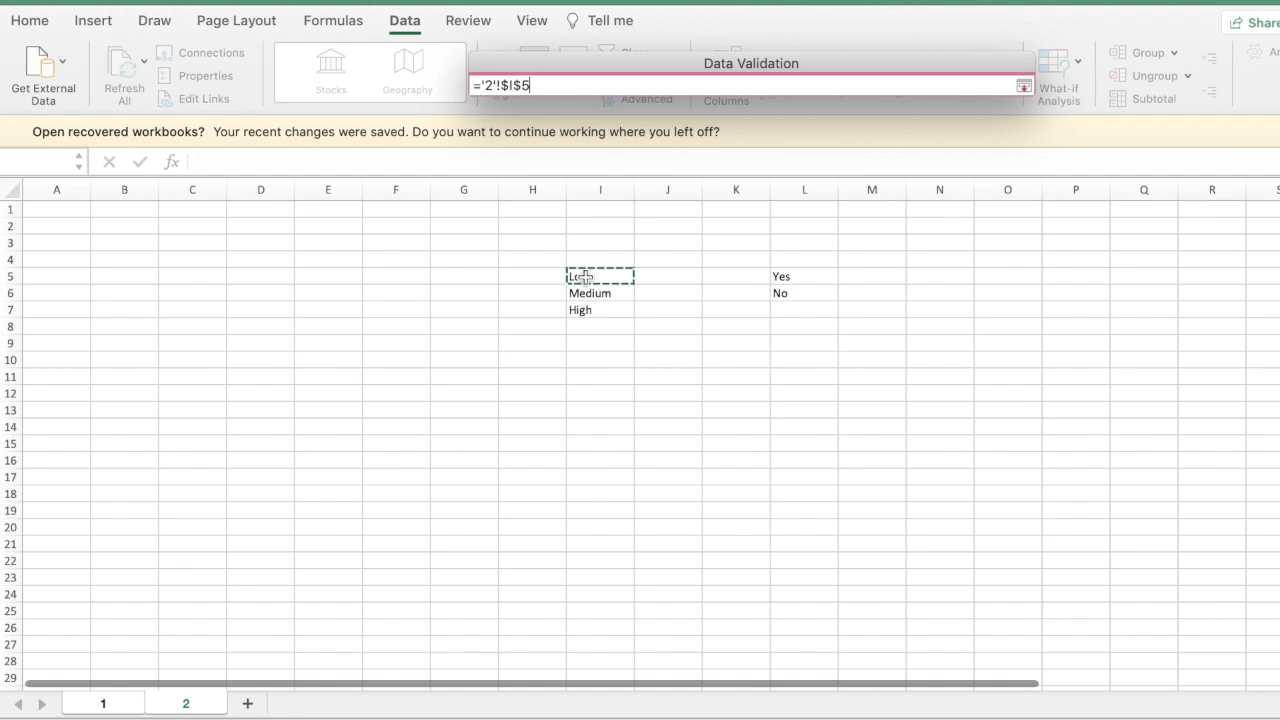 Home Insert Draw Page Layout Formulas Data Review View Tell me Share
Get External Data
Refresh All
Connections
Properties
Edit Links
Stocks Geography
Data Validation
='2'!$I$5
Advanced
Columns
What-if Analysis
Group
Ungroup
Subtotal
Open recovered workbooks? Your recent changes were saved. Do you want to continue working where you left off?
fx
A B C D E F G H I J K L M N O P Q R S
1
2
3
4
5 Yes
6 Medium No
7 High
8
9
10
11
12
13
14
15
16
17
18
19
20
21
22
23
24
25
26
27
28
29
1 2 +